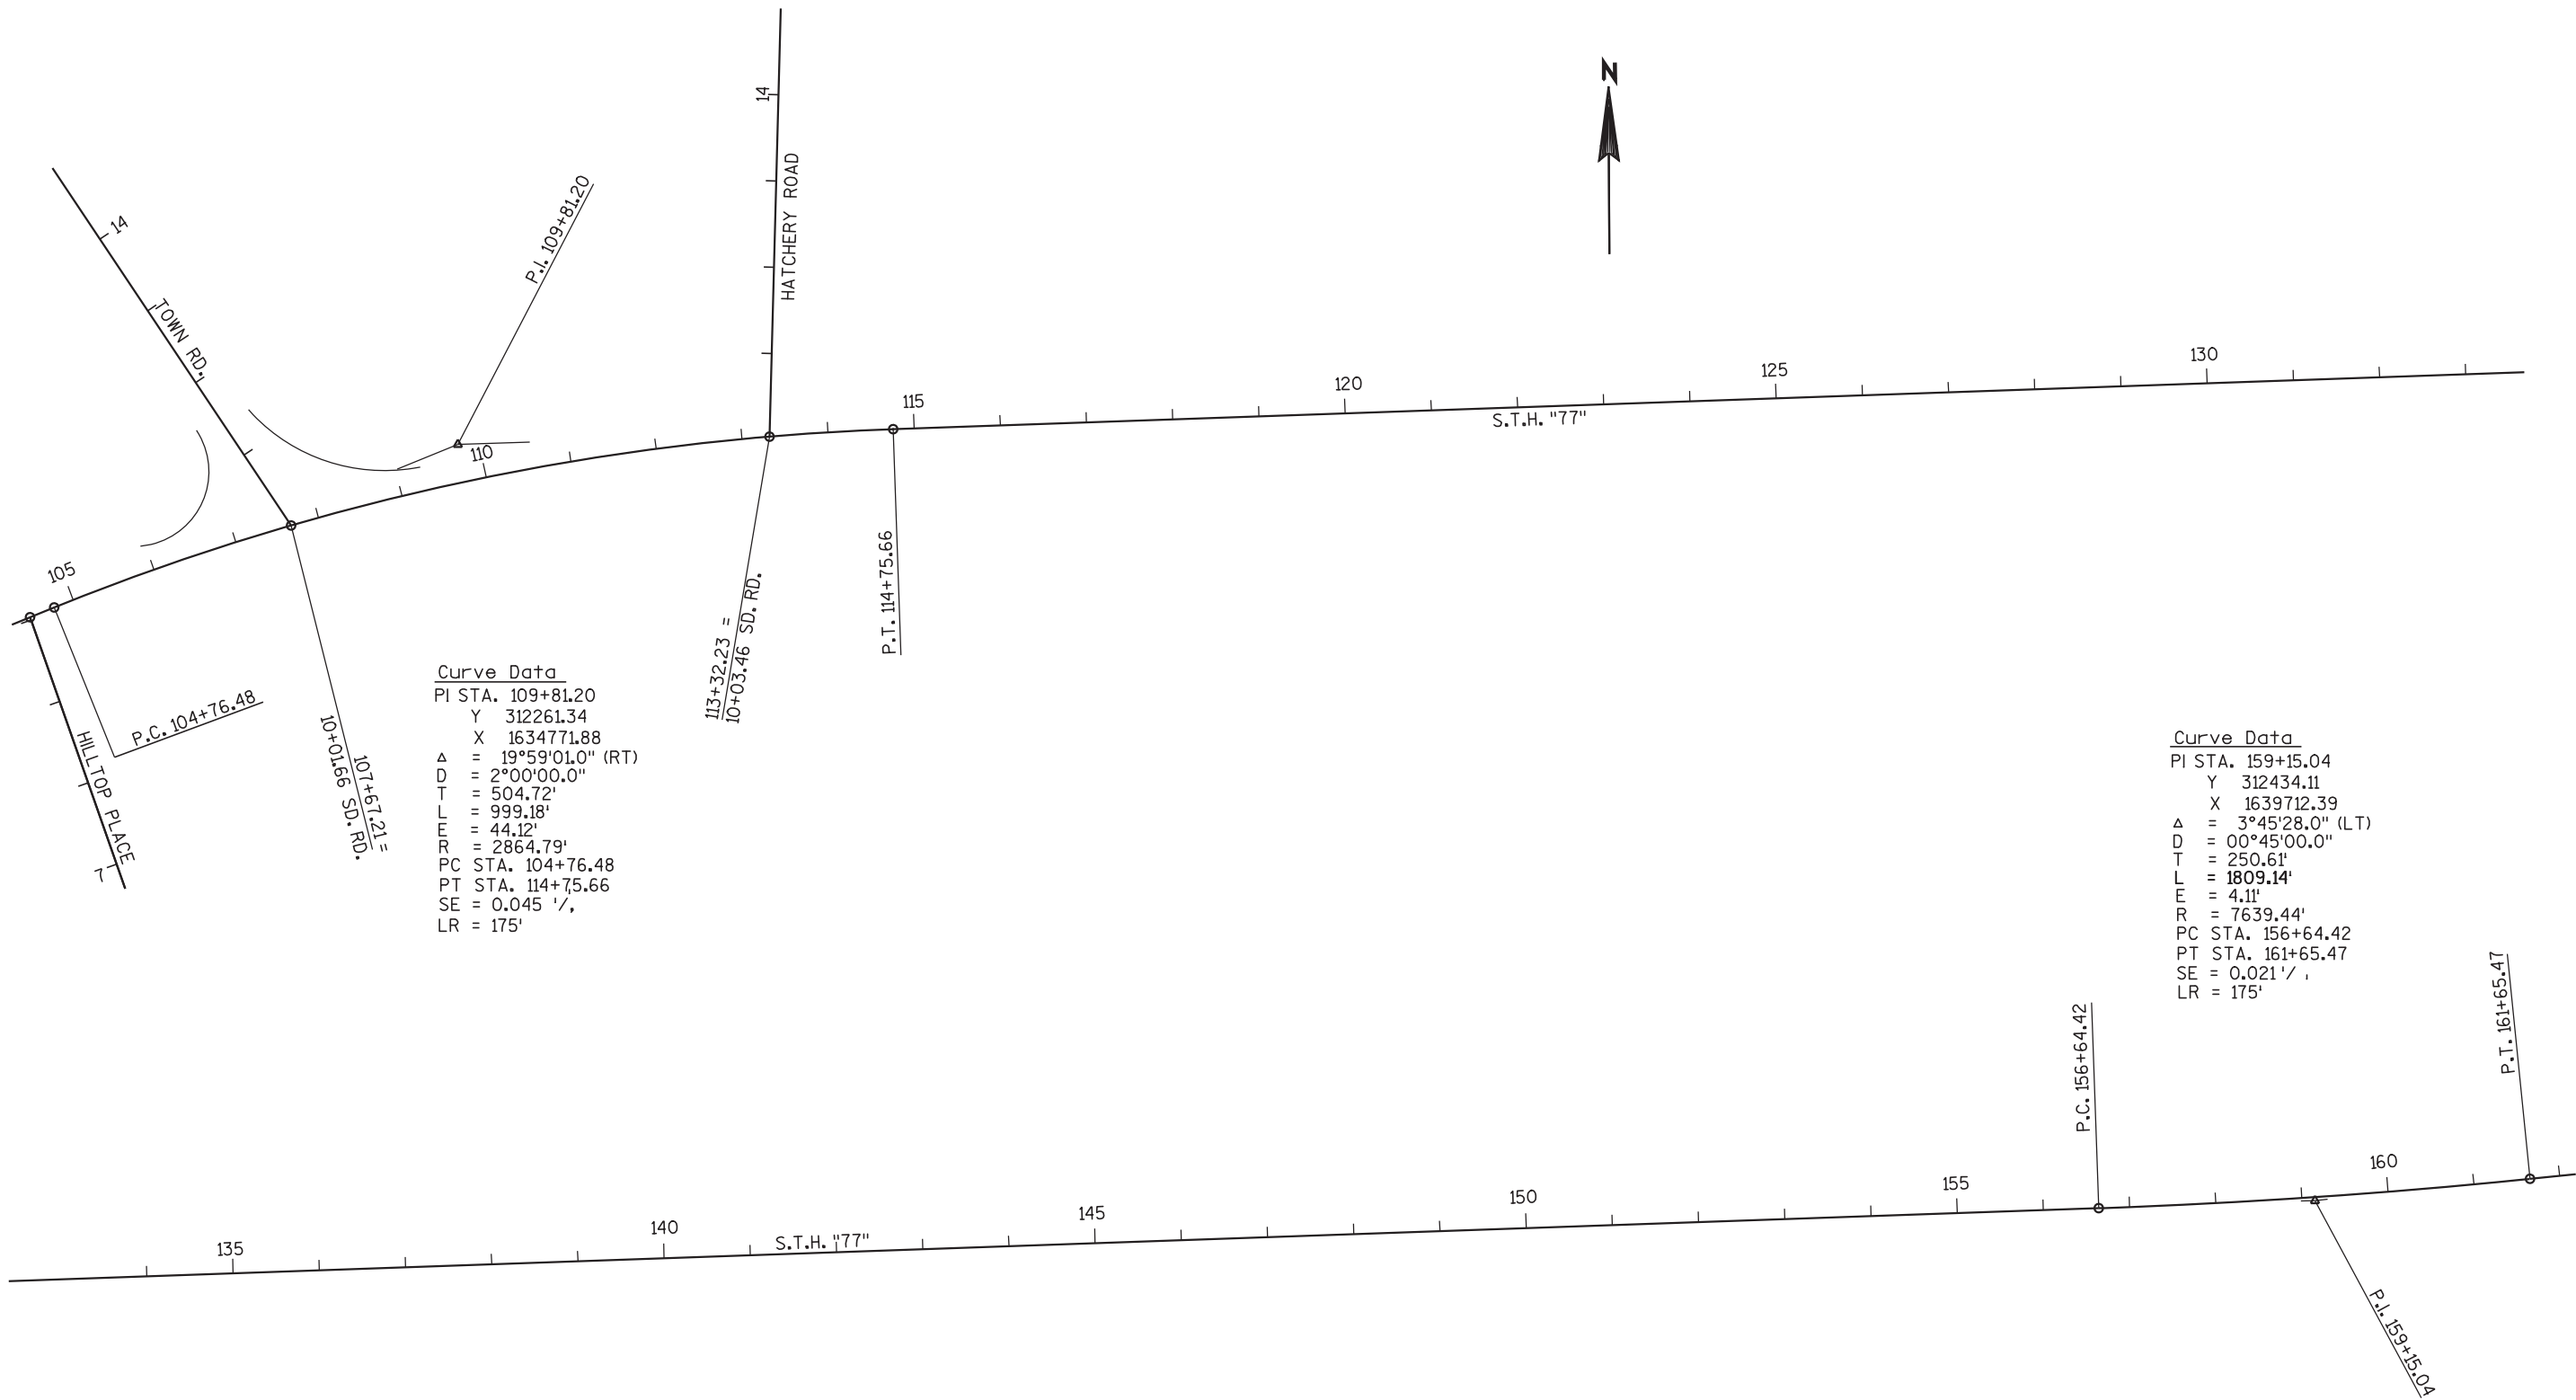 N
14
HATCHERY ROAD
14
TOWN RD.
P.I. 109+81.20
105
110
115
120
125
130
S.T.H. "77"
P.C. 104+76.48
HILLTOP PLACE
7
107+67.21 =
10+01.66 SD. RD.
113+32.23 =
10+03.46 SD. RD.
P.T. 114+75.66
Curve Data
PI STA. 109+81.20
Y 312261.34
X 1634771.88
Δ = 19°59'01.0" (RT)
D = 2°00'00.0"
T = 504.72'
L = 999.18'
E = 44.12'
R = 2864.79'
PC STA. 104+76.48
PT STA. 114+75.66
SE = 0.045 '/,
LR = 175'
Curve Data
PI STA. 159+15.04
Y 312434.11
X 1639712.39
Δ = 3°45'28.0" (LT)
D = 00°45'00.0"
T = 250.61'
L = 1809.14'
E = 4.11'
R = 7639.44'
PC STA. 156+64.42
PT STA. 161+65.47
SE = 0.021 '/ ,
LR = 175'
135
140
S.T.H. "77"
145
150
155
160
P.C. 156+64.42
P.T. 161+65.47
P.I. 159+15.04